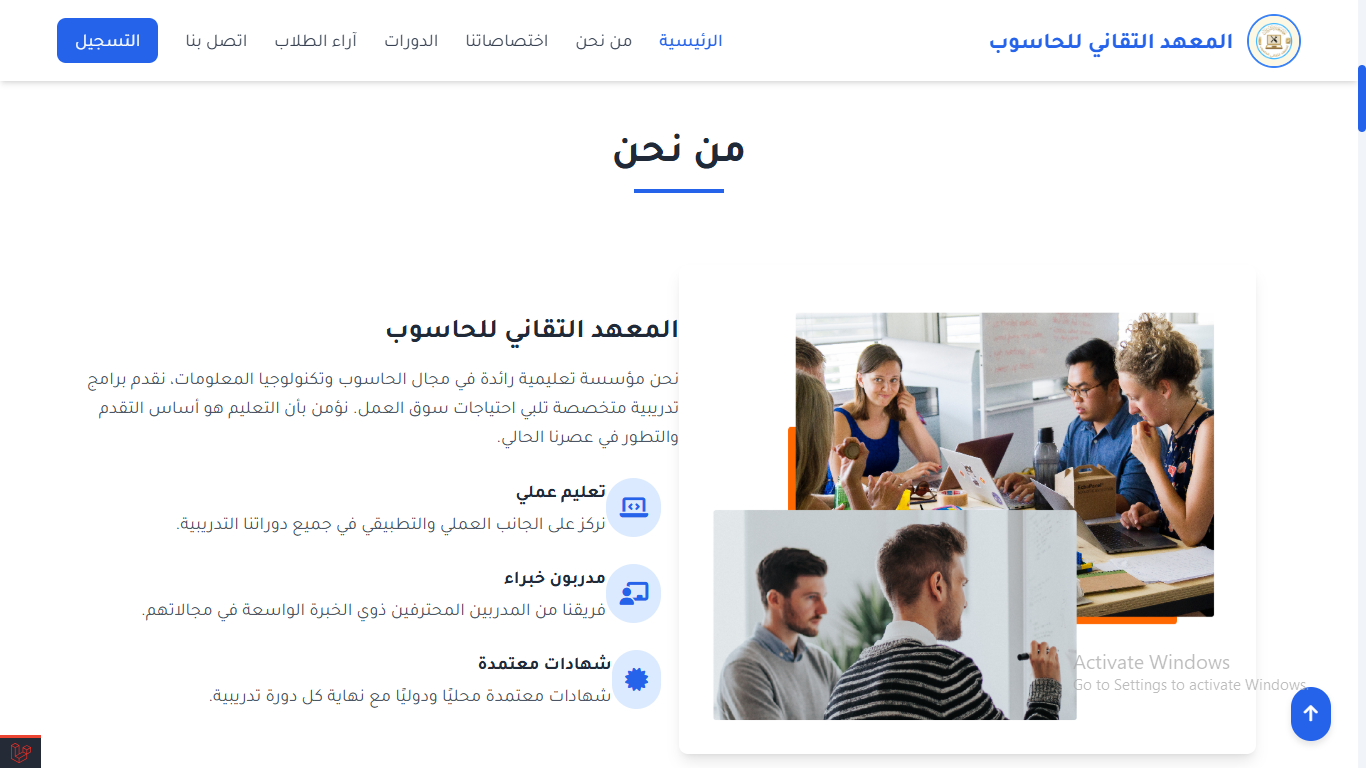 المعهد التقاني للحاسوب
الرئيسية
من نحن
اختصاصاتنا
الدورات
آراء الطلاب
اتصل بنا
التسجيل
من نحن
المعهد التقاني للحاسوب
نحن مؤسسة تعليمية رائدة في مجال الحاسوب وتكنولوجيا المعلومات، نقدم برامج
تدريبية متخصصة تلبي احتياجات سوق العمل. نؤمن بأن التعليم هو أساس التقدم
والتطور في عصرنا الحالي.
تعليم عملي
نركز على الجانب العملي والتطبيقي في جميع دوراتنا التدريبية.
مدربون خبراء
فريقنا من المدربين المحترفين ذوي الخبرة الواسعة في مجالاتهم.
شهادات معتمدة
شهادات معتمدة محليًا ودوليًا مع نهاية كل دورة تدريبية.
Activate Windows
Go to Settings to activate Windows.